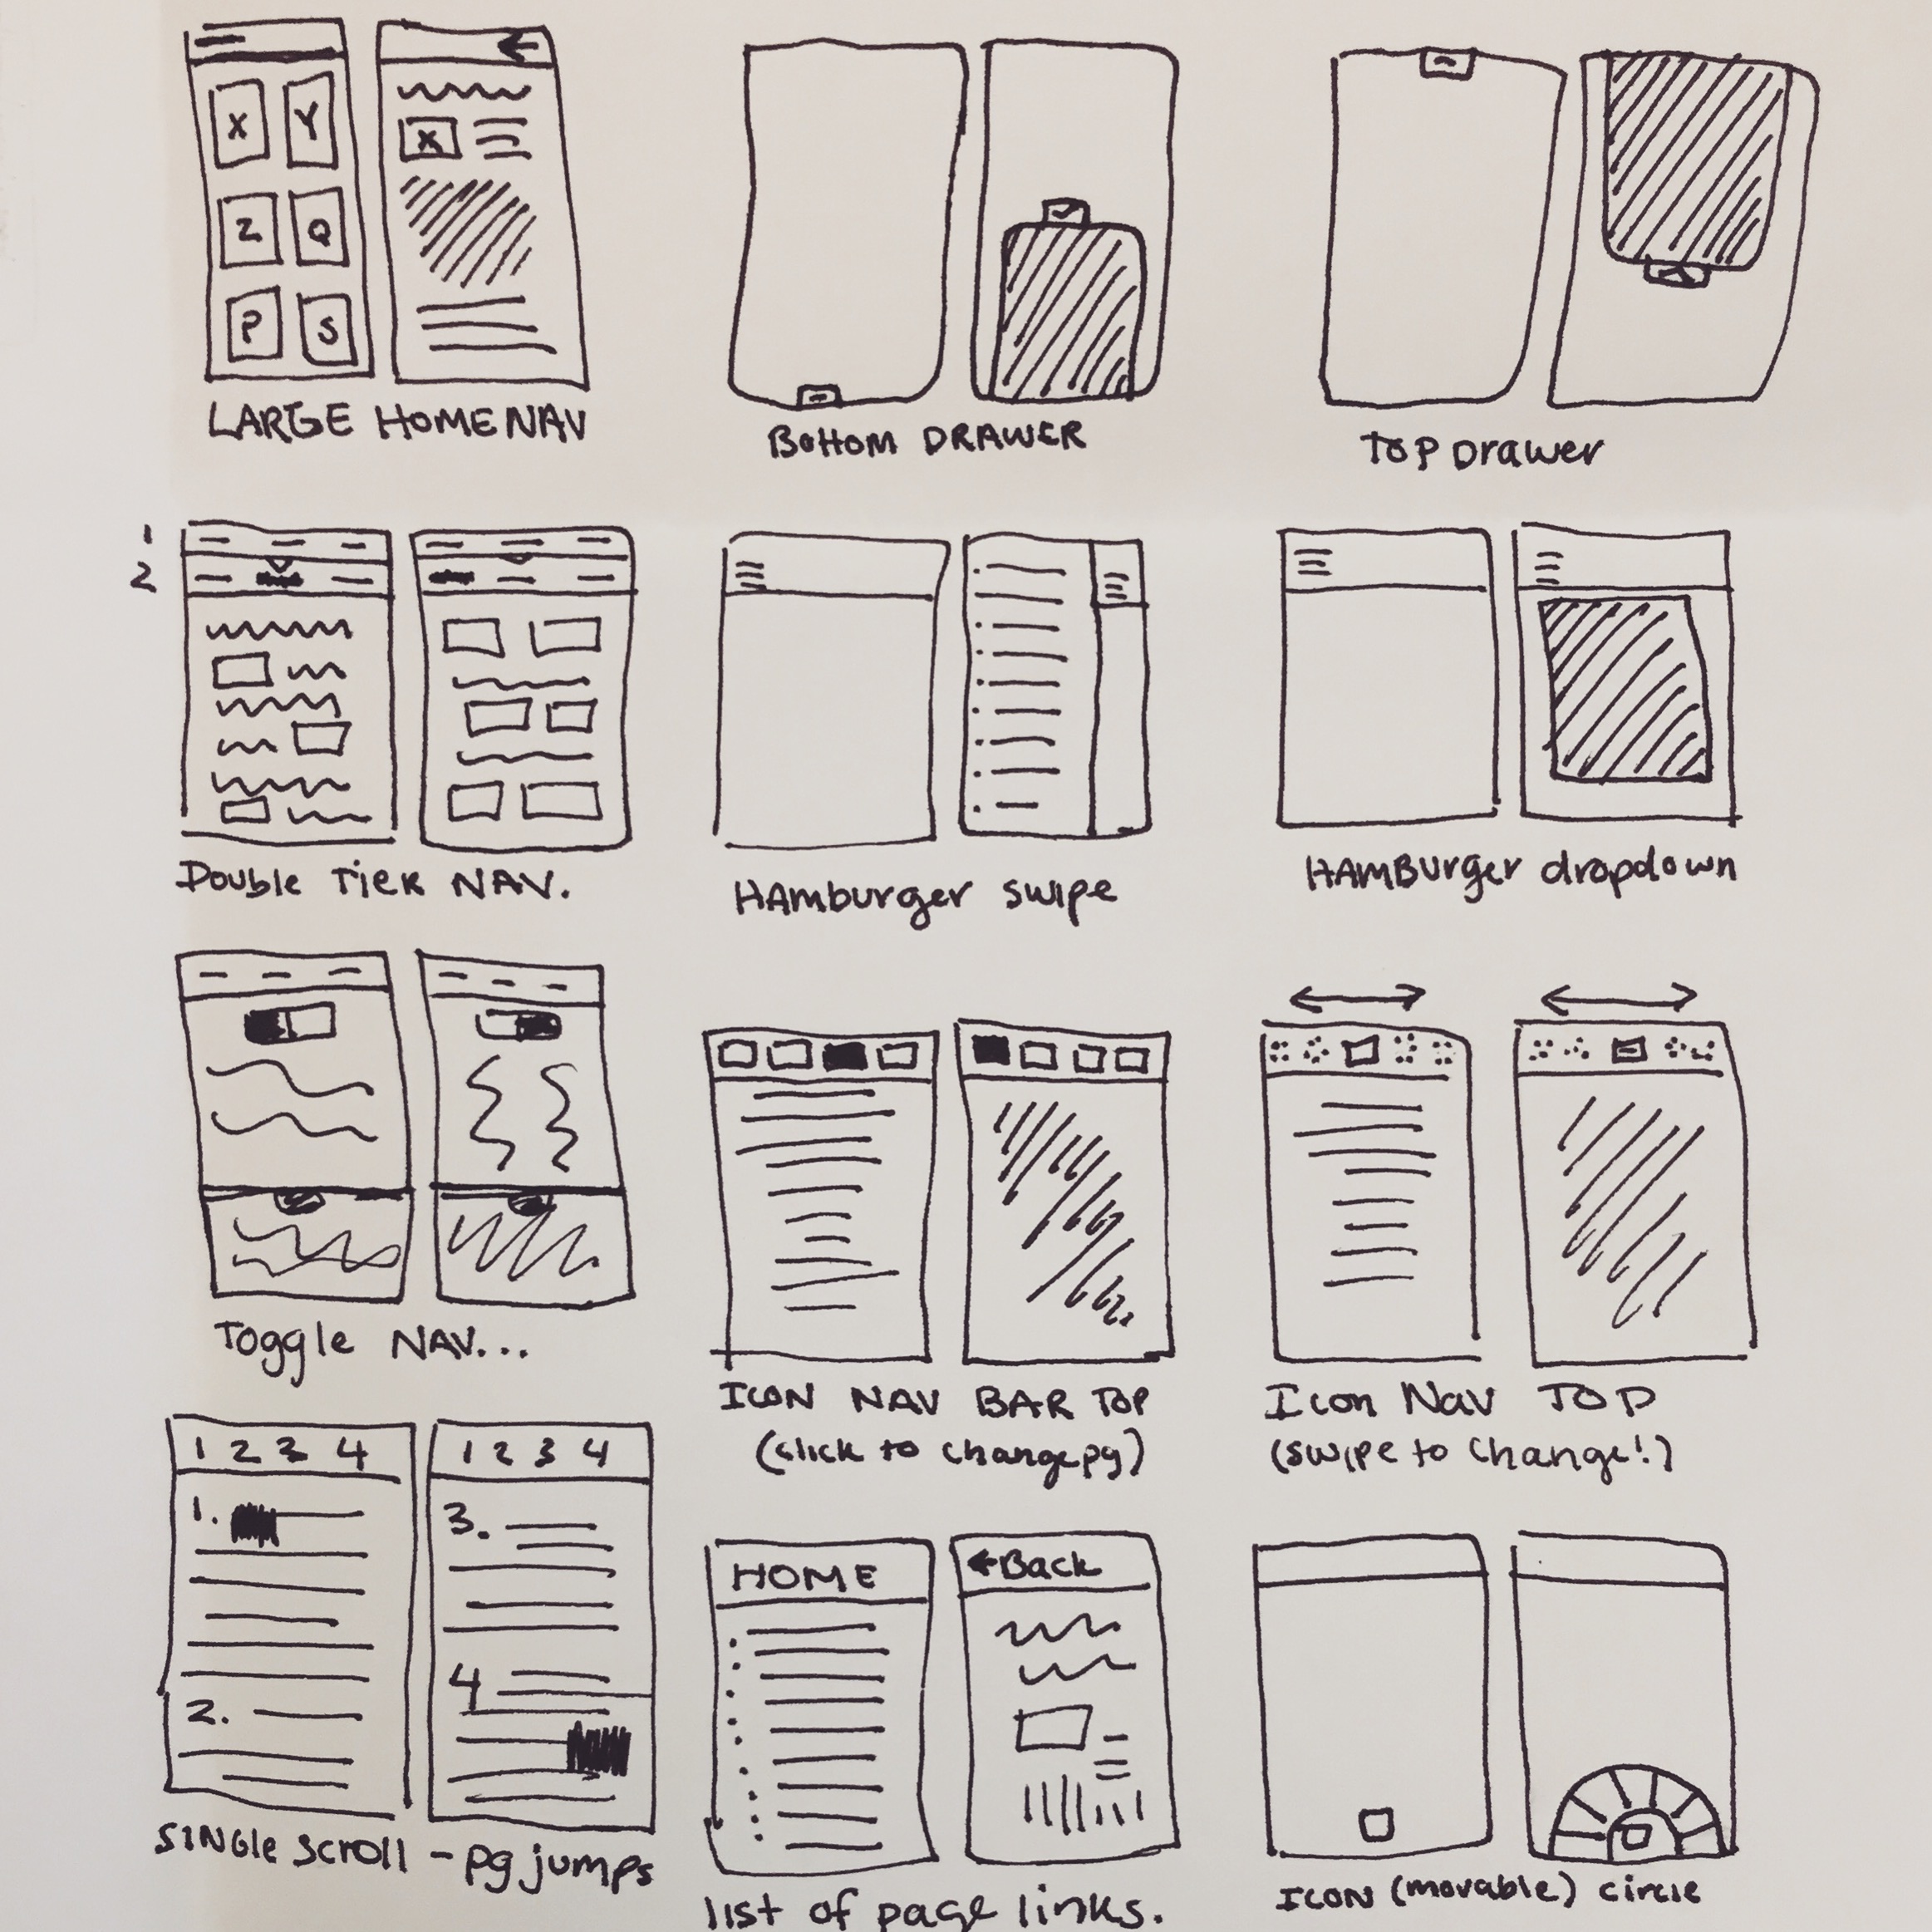 X Y
Z Q
P S
X
LARGE HOME NAV
BOttOM DRAWER
TOP Drawer
1
2
Double Tier NAV.
HAmburger swipe
HAMBUrger dropdown
Toggle NAV...
ICON NAV BAR TOP
(click to change pg)
Icon Nav TOP
(swipe to change!)
1 2 3 4
1.
2.
1 2 3 4
3.
4
SINGle scroll - pg jumps
HOME
←Back
list of page links.
ICON (movable) circle